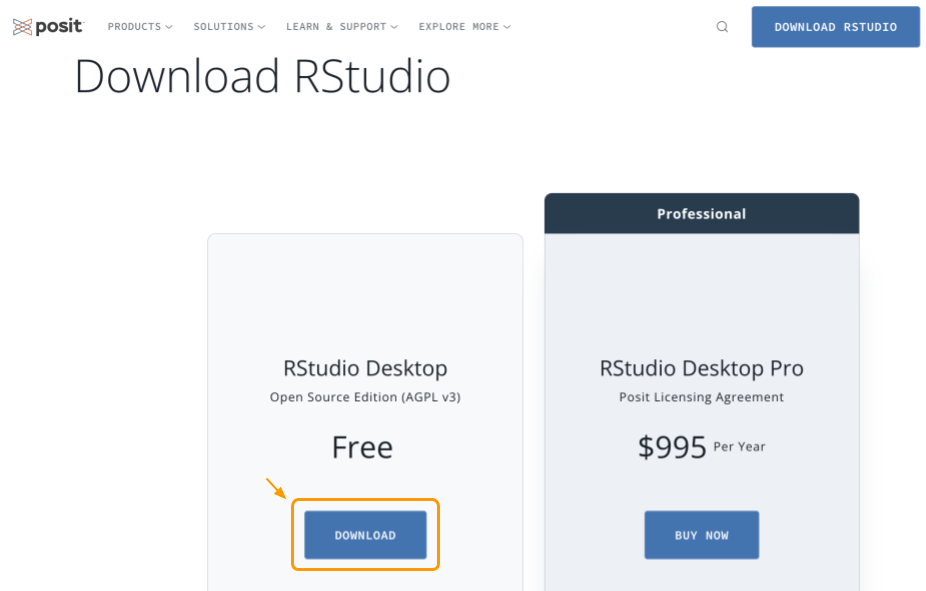 posit
PRODUCTS
SOLUTIONS
LEARN & SUPPORT
EXPLORE MORE
DOWNLOAD RSTUDIO
Download RStudio
RStudio Desktop
Open Source Edition (AGPL v3)
Free
DOWNLOAD
Professional
RStudio Desktop Pro
Posit Licensing Agreement
$995 Per Year
BUY NOW